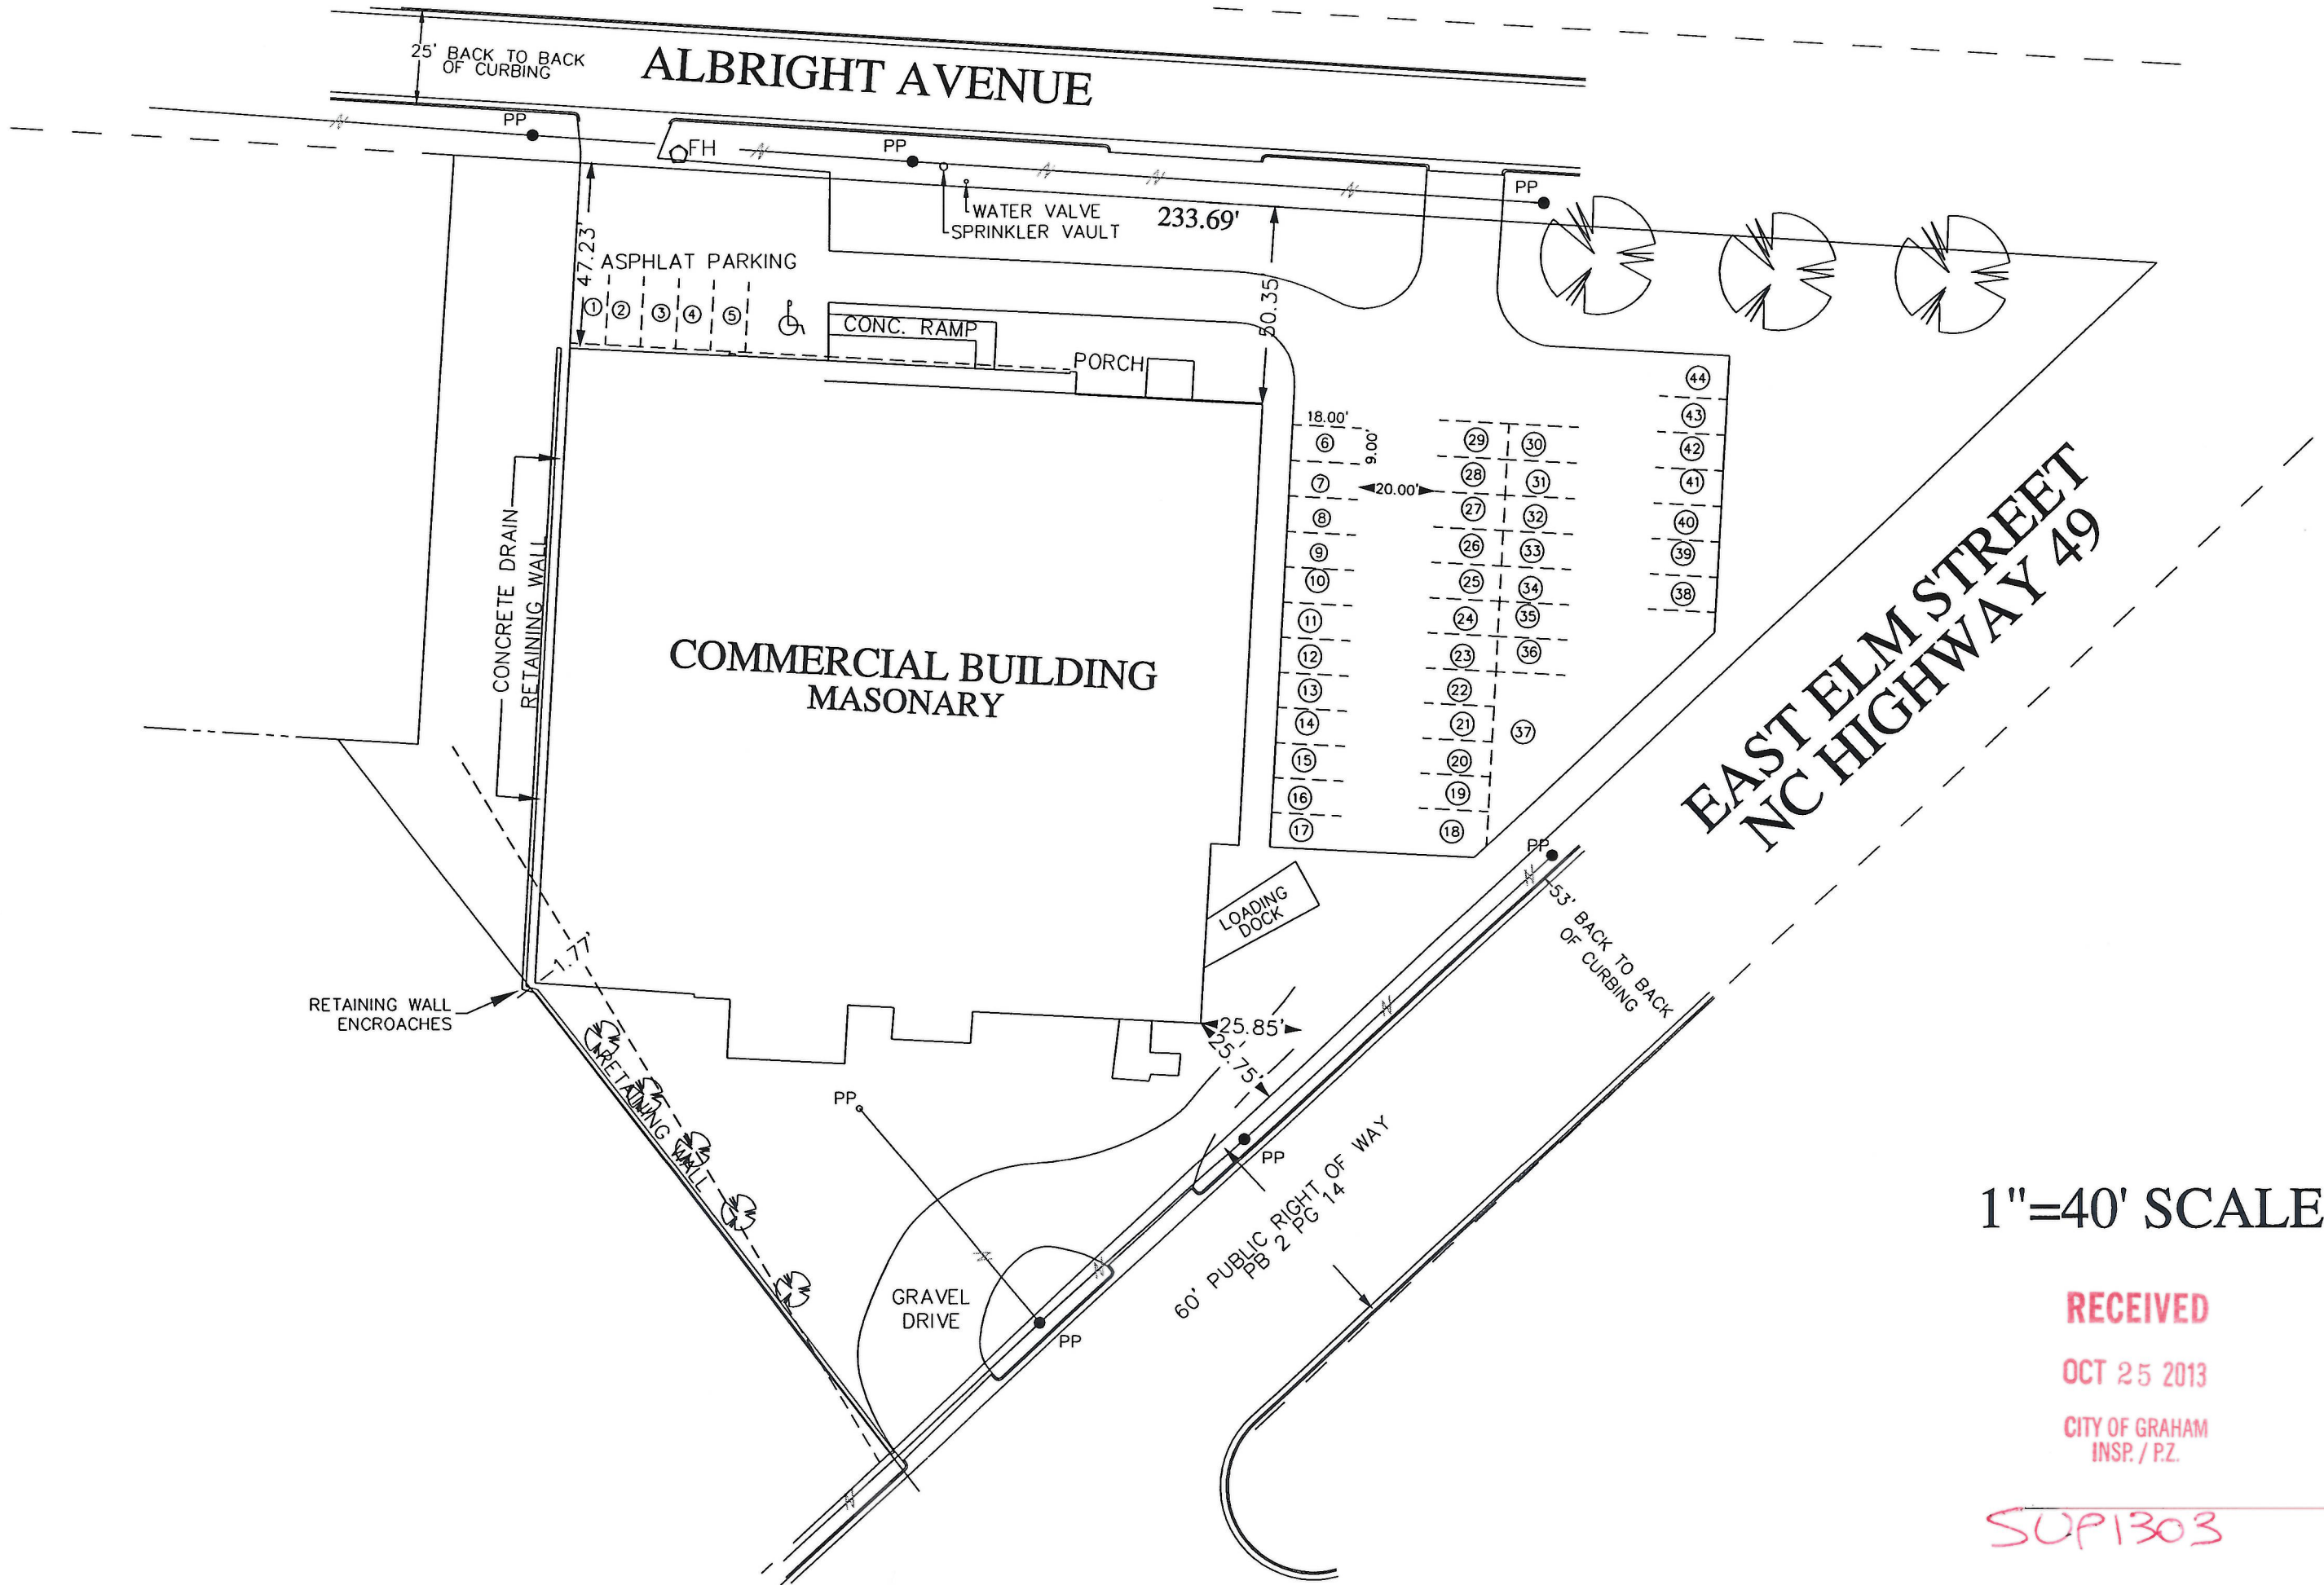 25' BACK TO BACK
OF CURBING
ALBRIGHT AVENUE
PP
FH
PP
PP
WATER VALVE
SPRINKLER VAULT
233.69'
47.23'
ASPHLAT PARKING
1
2
3
4
5
CONC. RAMP
PORCH
50.35'
18.00'
9.00'
20.00'
6
7
8
9
10
11
12
13
14
15
16
17
29
28
27
26
25
24
23
22
21
20
19
18
30
31
32
33
34
35
36
37
44
43
42
41
40
39
38
CONCRETE DRAIN
RETAINING WALL
COMMERCIAL BUILDING
MASONARY
EAST ELM STREET
NC HIGHWAY 49
LOADING
DOCK
PP
53' BACK TO BACK
OF CURBING
1.77'
RETAINING WALL
ENCROACHES
25.85'
25.75'
RETAINING WALL
PP
PP
60' PUBLIC RIGHT OF WAY
PB 2 PG 14
GRAVEL
DRIVE
PP
1"=40' SCALE
RECEIVED
OCT 25 2013
CITY OF GRAHAM
INSP. / P.Z.
SUP1303